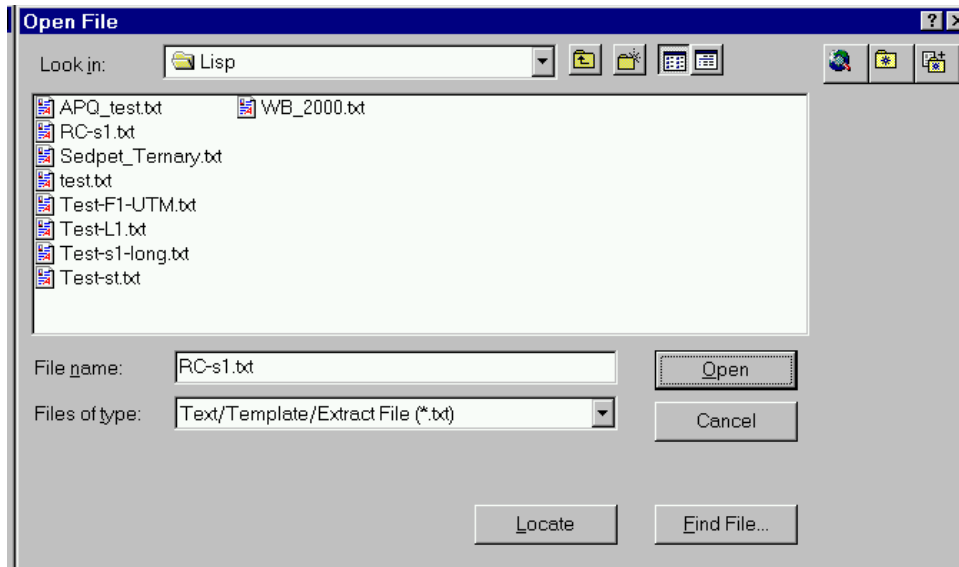 Open File
Look in: Lisp
APQ_test.txt WB_2000.txt
RC-s1.txt
Sedpet_Ternary.txt
test.txt
Test-F1-UTM.txt
Test-L1.txt
Test-s1-long.txt
Test-st.txt
File name: RC-s1.txt Open
Files of type: Text/Template/Extract File (*.txt) Cancel
Locate Find File...